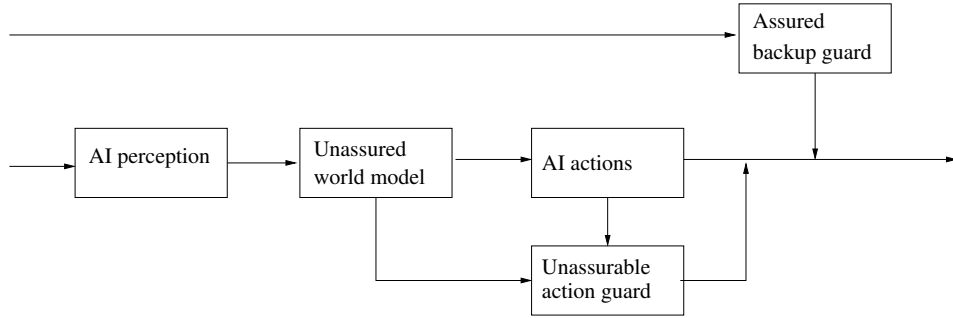 Assured
backup guard
AI perception
Unassured
world model
AI actions
Unassurable
action guard